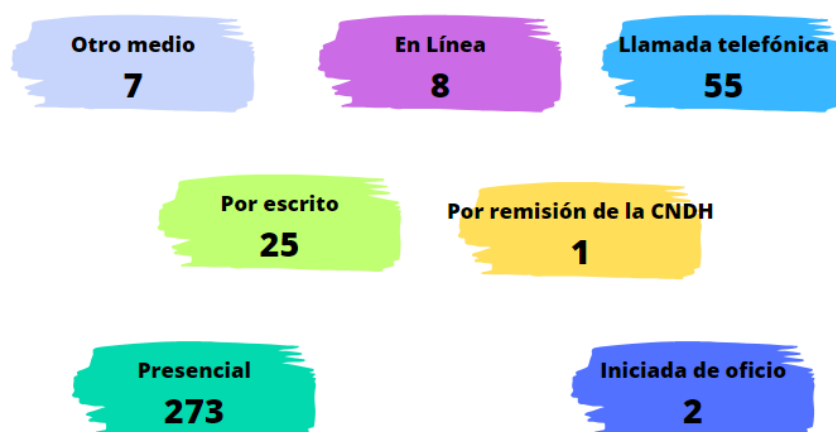 Otro medio
7
En Línea
8
Llamada telefónica
55
Por escrito
25
Por remisión de la CNDH
1
Presencial
273
Iniciada de oficio
2